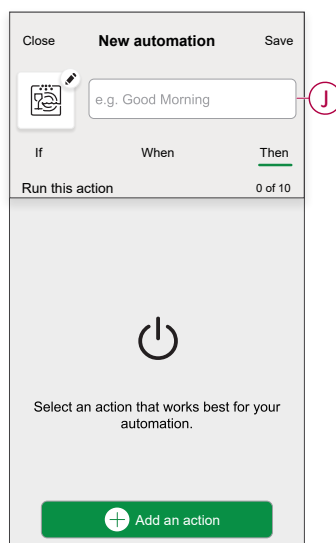 Close New automation Save
e.g. Good Morning
J
If When Then
Run this action 0 of 10
Select an action that works best for your
automation.
Add an action